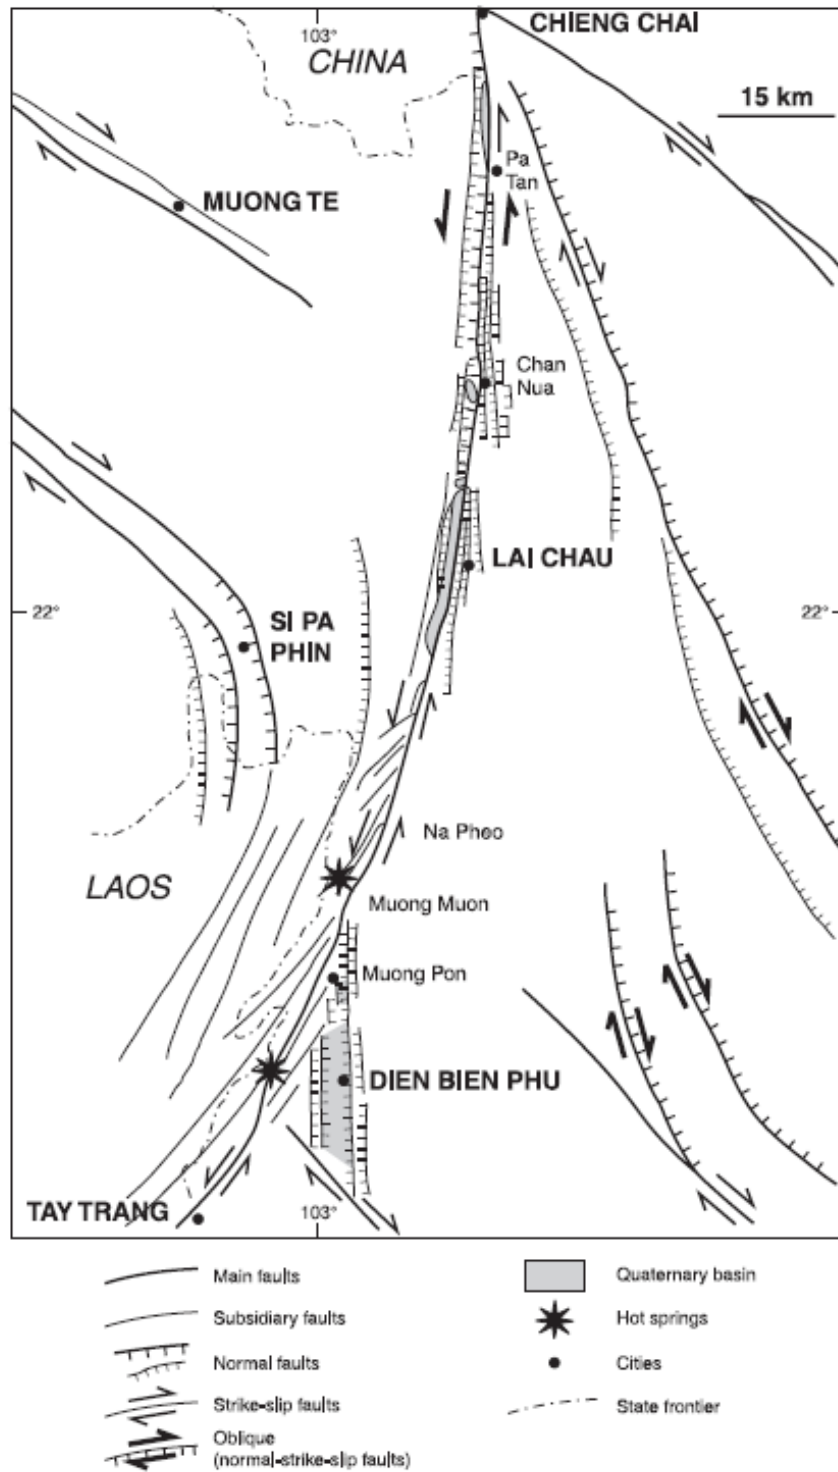 CHIENG CHAI
103°
CHINA
15 km
Pa
Tan
MUONG TE
Chan
Nua
LAI CHAU
22°
22°
SI PA
PHIN
Na Pheo
LAOS
Muong Muon
Muong Pon
DIEN BIEN PHU
TAY TRANG
103°
Main faults
Subsidiary faults
Normal faults
Strike-slip faults
Oblique
(normal-strike-slip faults)
Quaternary basin
Hot springs
Cities
State frontier